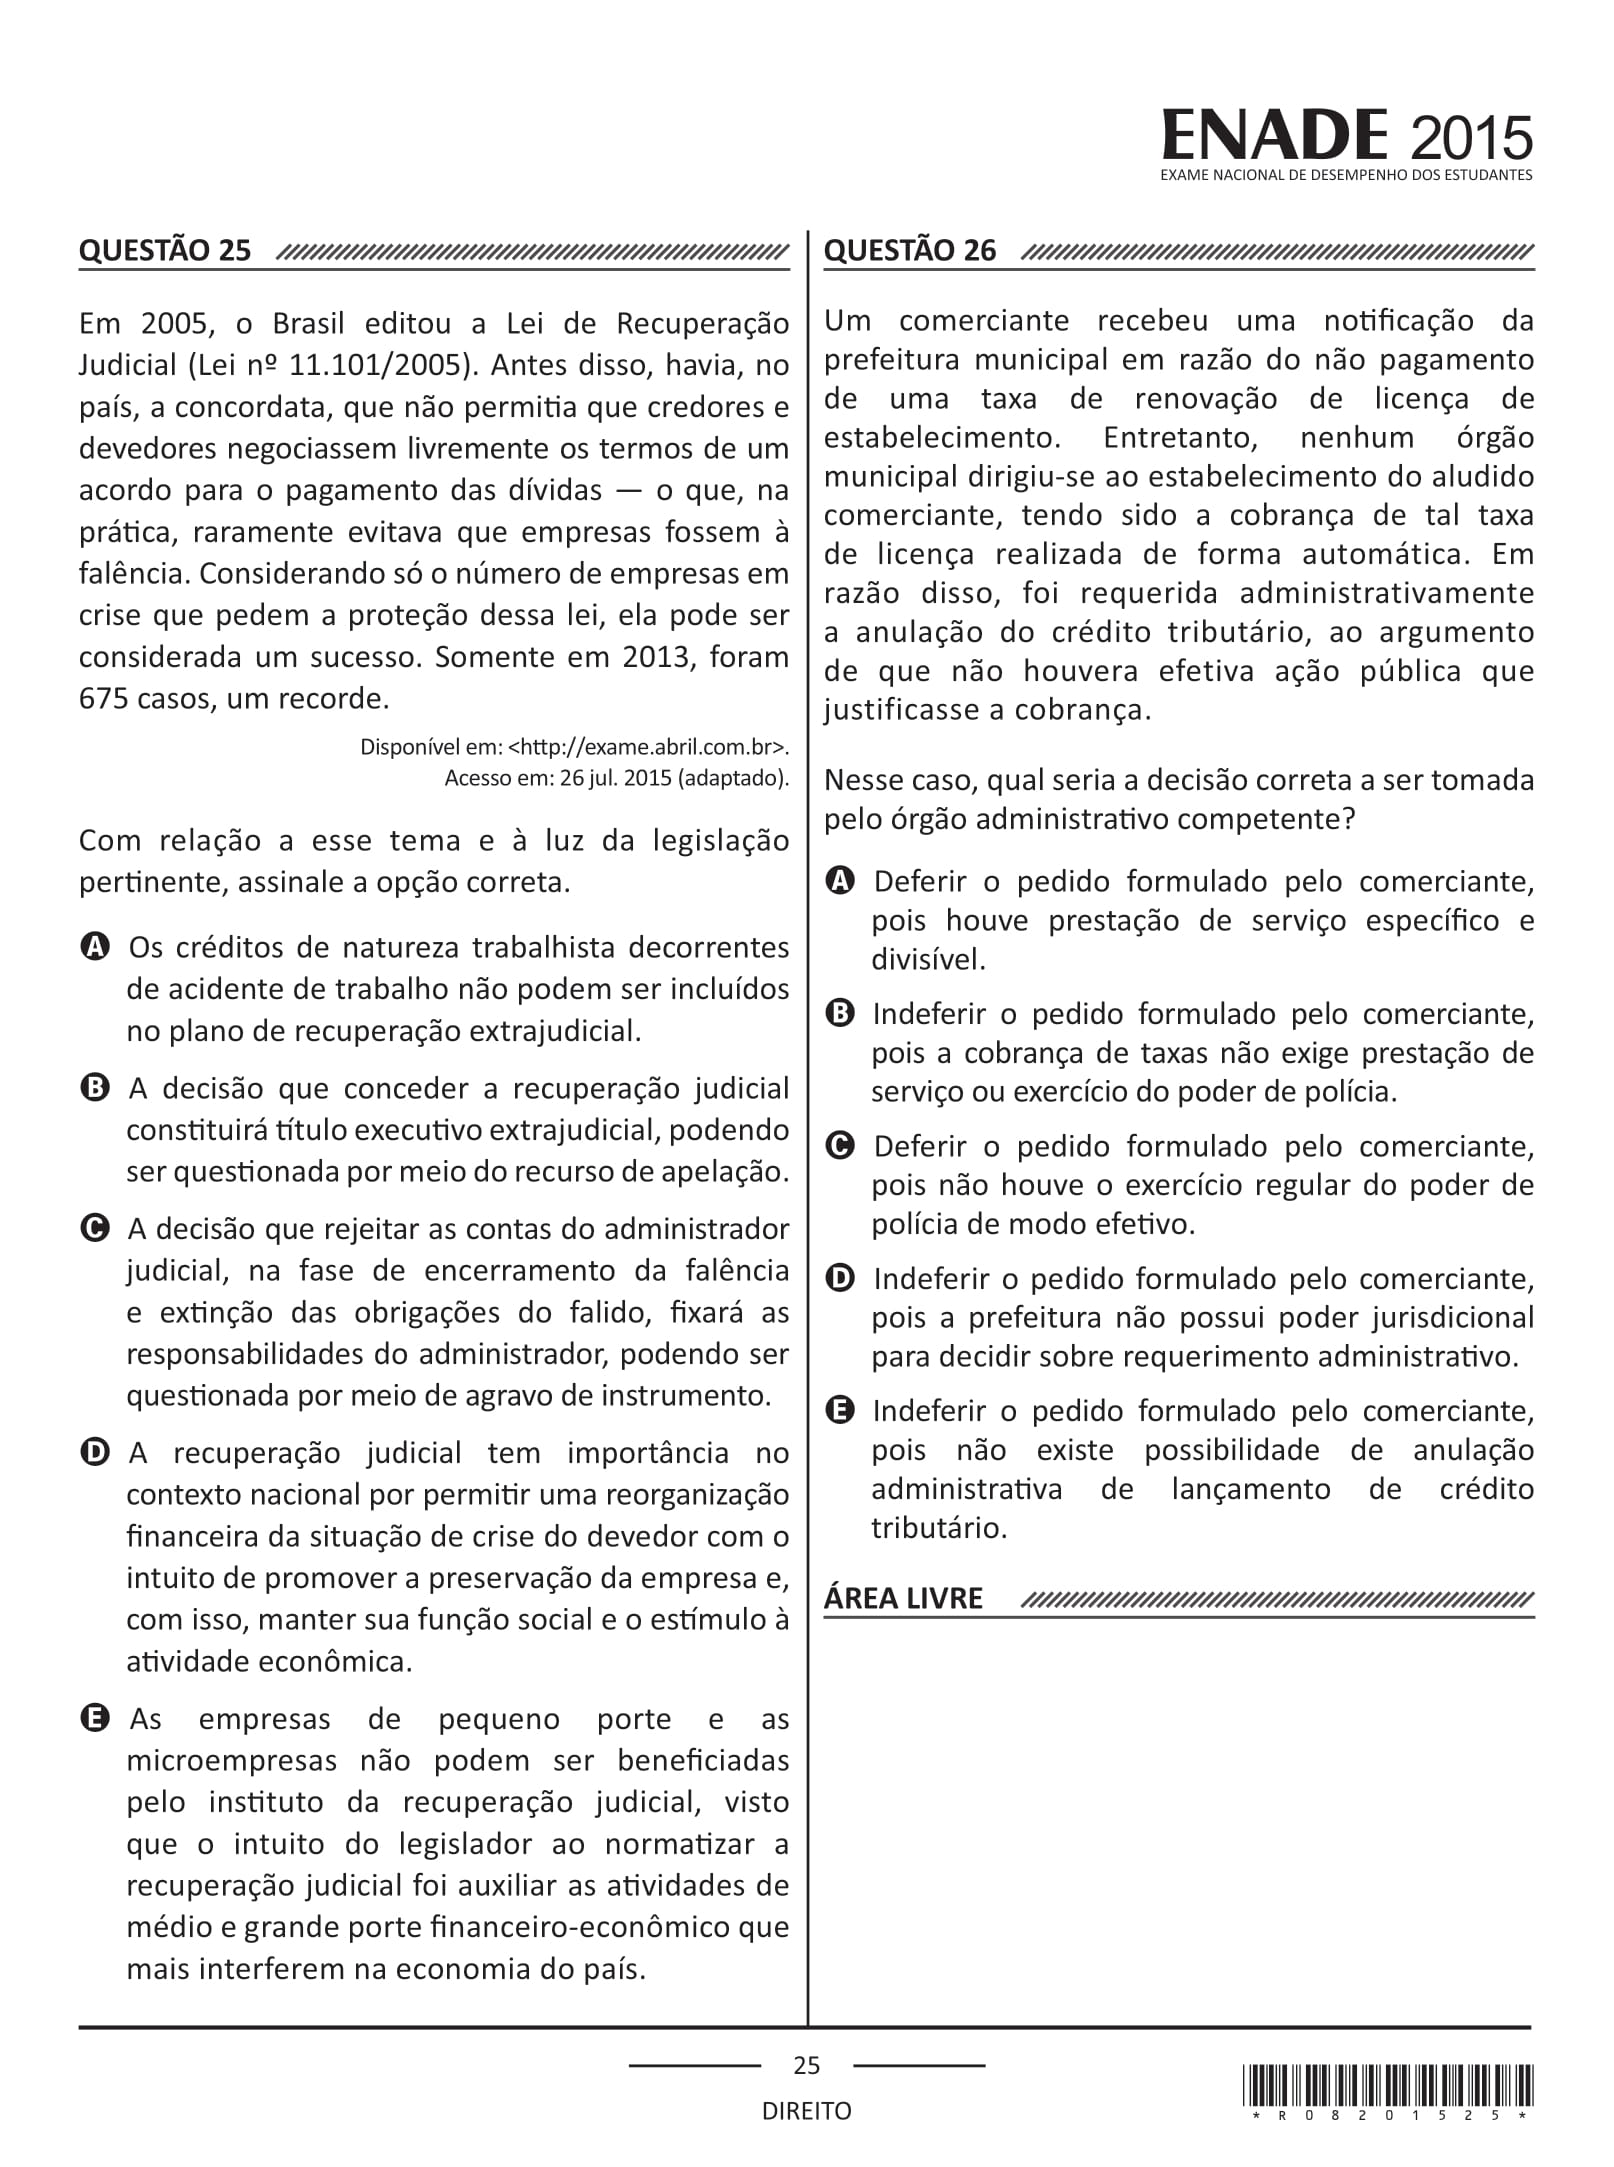 ENADE 2015
EXAME NACIONAL DE DESEMPENHO DOS ESTUDANTES
QUESTÃO 25
Em 2005, o Brasil editou a Lei de Recuperação
Judicial (Lei nº 11.101/2005). Antes disso, havia, no
país, a concordata, que não permitia que credores e
devedores negociassem livremente os termos de um
acordo para o pagamento das dívidas — o que, na
prática, raramente evitava que empresas fossem à
falência. Considerando só o número de empresas em
crise que pedem a proteção dessa lei, ela pode ser
considerada um sucesso. Somente em 2013, foram
675 casos, um recorde.
Disponível em: <http://exame.abril.com.br>.
Acesso em: 26 jul. 2015 (adaptado).
Com relação a esse tema e à luz da legislação
pertinente, assinale a opção correta.
A Os créditos de natureza trabalhista decorrentes
de acidente de trabalho não podem ser incluídos
no plano de recuperação extrajudicial.
B A decisão que conceder a recuperação judicial
constituirá título executivo extrajudicial, podendo
ser questionada por meio do recurso de apelação.
C A decisão que rejeitar as contas do administrador
judicial, na fase de encerramento da falência
e extinção das obrigações do falido, fixará as
responsabilidades do administrador, podendo ser
questionada por meio de agravo de instrumento.
D A recuperação judicial tem importância no
contexto nacional por permitir uma reorganização
financeira da situação de crise do devedor com o
intuito de promover a preservação da empresa e,
com isso, manter sua função social e o estímulo à
atividade econômica.
E As empresas de pequeno porte e as
microempresas não podem ser beneficiadas
pelo instituto da recuperação judicial, visto
que o intuito do legislador ao normatizar a
recuperação judicial foi auxiliar as atividades de
médio e grande porte financeiro-econômico que
mais interferem na economia do país.
QUESTÃO 26
Um comerciante recebeu uma notificação da
prefeitura municipal em razão do não pagamento
de uma taxa de renovação de licença de
estabelecimento. Entretanto, nenhum órgão
municipal dirigiu-se ao estabelecimento do aludido
comerciante, tendo sido a cobrança de tal taxa
de licença realizada de forma automática. Em
razão disso, foi requerida administrativamente
a anulação do crédito tributário, ao argumento
de que não houvera efetiva ação pública que
justificasse a cobrança.
Nesse caso, qual seria a decisão correta a ser tomada
pelo órgão administrativo competente?
A Deferir o pedido formulado pelo comerciante,
pois houve prestação de serviço específico e
divisível.
B Indeferir o pedido formulado pelo comerciante,
pois a cobrança de taxas não exige prestação de
serviço ou exercício do poder de polícia.
C Deferir o pedido formulado pelo comerciante,
pois não houve o exercício regular do poder de
polícia de modo efetivo.
D Indeferir o pedido formulado pelo comerciante,
pois a prefeitura não possui poder jurisdicional
para decidir sobre requerimento administrativo.
E Indeferir o pedido formulado pelo comerciante,
pois não existe possibilidade de anulação
administrativa de lançamento de crédito
tributário.
ÁREA LIVRE
25
DIREITO
*R08201525*